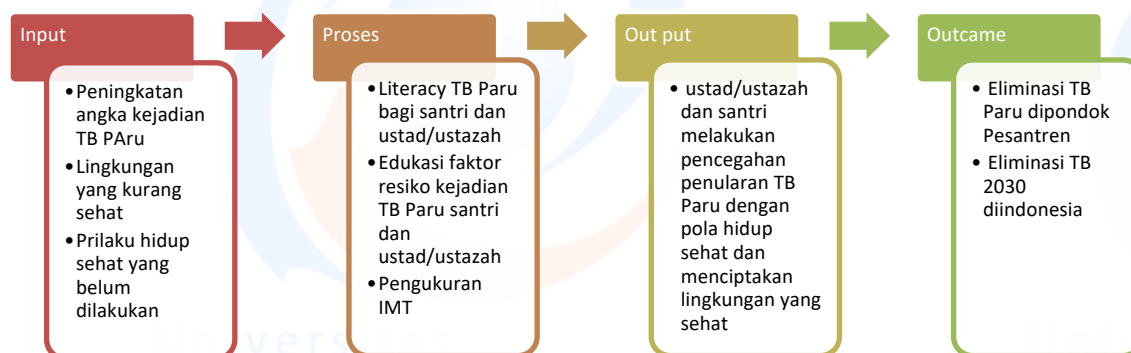 Input
•Peningkatan
angka kejadian
TB PAru
•Lingkungan
yang kurang
sehat
•Prilaku hidup
sehat yang
belum
dilakukan
Proses
•Literacy TB Paru
bagi santri dan
ustad/ustazah
•Edukasi faktor
resiko kejadian
TB Paru santri
dan
ustad/ustazah
•Pengukuran
IMT
Out put
• ustad/ustazah
dan santri
melakukan
pencegahan
penularan TB
Paru dengan
pola hidup
sehat dan
menciptakan
lingkungan yang
sehat
Outcame
• Eliminasi TB
Paru dipondok
Pesantren
• Eliminasi TB
2030
diindonesia